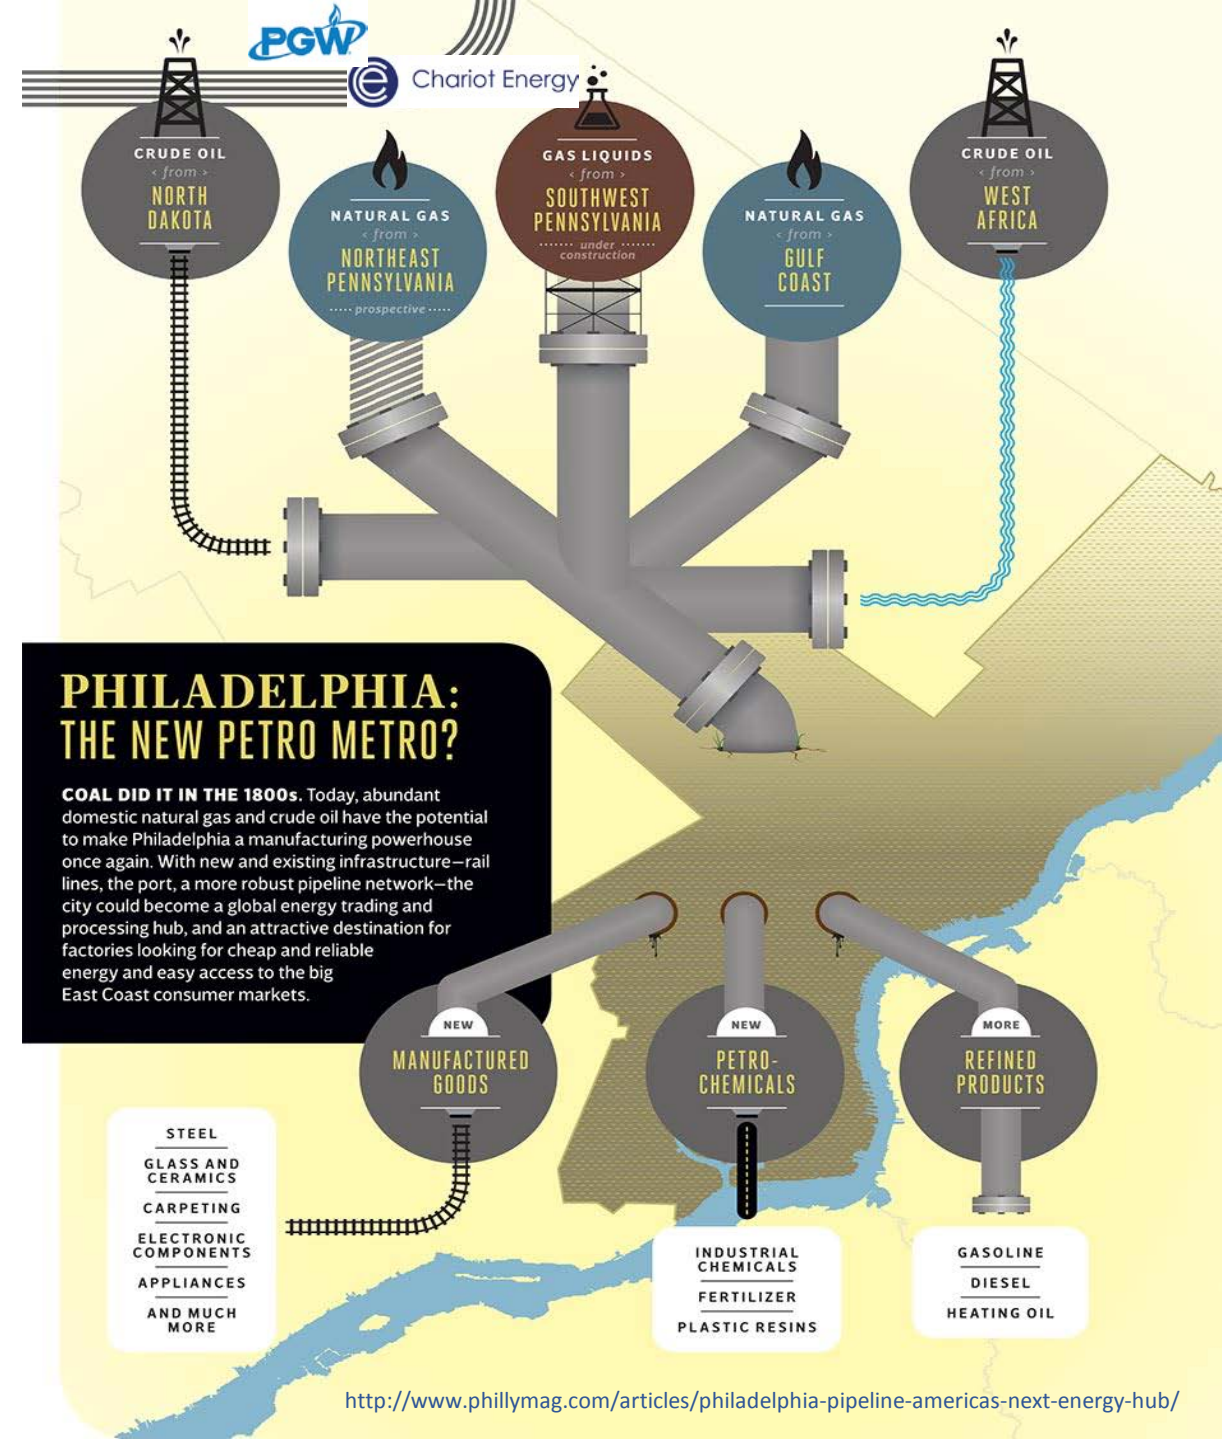 PGW
Chariot Energy
CRUDE OIL
‹ from ›
NORTH
DAKOTA
NATURAL GAS
‹ from ›
NORTHEAST
PENNSYLVANIA
····· prospective ·····
GAS LIQUIDS
‹ from ›
SOUTHWEST
PENNSYLVANIA
······· under ·······
construction
NATURAL GAS
‹ from ›
GULF
COAST
CRUDE OIL
‹ from ›
WEST
AFRICA
PHILADELPHIA:
THE NEW PETRO METRO?
COAL DID IT IN THE 1800s. Today, abundant
domestic natural gas and crude oil have the potential
to make Philadelphia a manufacturing powerhouse
once again. With new and existing infrastructure—rail
lines, the port, a more robust pipeline network—the
city could become a global energy trading and
processing hub, and an attractive destination for
factories looking for cheap and reliable
energy and easy access to the big
East Coast consumer markets.
NEW
MANUFACTURED
GOODS
STEEL
GLASS AND
CERAMICS
CARPETING
ELECTRONIC
COMPONENTS
APPLIANCES
AND MUCH
MORE
NEW
PETRO-
CHEMICALS
INDUSTRIAL
CHEMICALS
FERTILIZER
PLASTIC RESINS
MORE
REFINED
PRODUCTS
GASOLINE
DIESEL
HEATING OIL
http://www.phillymag.com/articles/philadelphia-pipeline-americas-next-energy-hub/